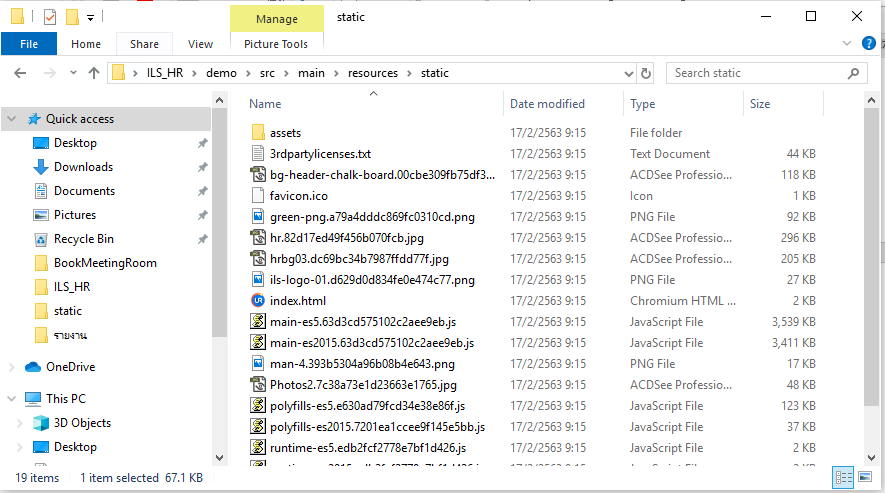 Manage
static
File
Home
Share
View
Picture Tools
ILS_HR
demo
src
main
resources
static
Search static
Name
Date modified
Type
Size
Quick access
Desktop
Downloads
Documents
Pictures
Recycle Bin
BookMeetingRoom
ILS_HR
static
รายงาน
OneDrive
This PC
3D Objects
Desktop
assets 17/2/2563 9:15 File folder
3rdpartylicenses.txt 17/2/2563 9:15 Text Document 44 KB
bg-header-chalk-board.00cbe309fb75df3... 17/2/2563 9:15 ACDSee Professio... 118 KB
favicon.ico 17/2/2563 9:15 Icon 1 KB
green-png.a79a4dddc869fc0310cd.png 17/2/2563 9:15 PNG File 92 KB
hr.82d17ed49f456b070fcb.jpg 17/2/2563 9:15 ACDSee Professio... 296 KB
hrbg03.dc69bc34b7987ffdd77f.jpg 17/2/2563 9:15 ACDSee Professio... 205 KB
ils-logo-01.d629d0d834fe0e474c77.png 17/2/2563 9:15 PNG File 27 KB
index.html 17/2/2563 9:15 Chromium HTML ... 2 KB
main-es5.63d3cd575102c2aee9eb.js 17/2/2563 9:15 JavaScript File 3,539 KB
main-es2015.63d3cd575102c2aee9eb.js 17/2/2563 9:15 JavaScript File 3,411 KB
man-4.393b5304a96b08b4e643.png 17/2/2563 9:15 PNG File 17 KB
Photos2.7c38a73e1d23663e1765.jpg 17/2/2563 9:15 ACDSee Professio... 48 KB
polyfills-es5.e630ad79fcd34e38e86f.js 17/2/2563 9:15 JavaScript File 123 KB
polyfills-es2015.7201ea1ccee9f145e5bb.js 17/2/2563 9:15 JavaScript File 37 KB
runtime-es5.edb2fcf2778e7bf1d426.js 17/2/2563 9:15 JavaScript File 2 KB
19 items
1 item selected 67.1 KB